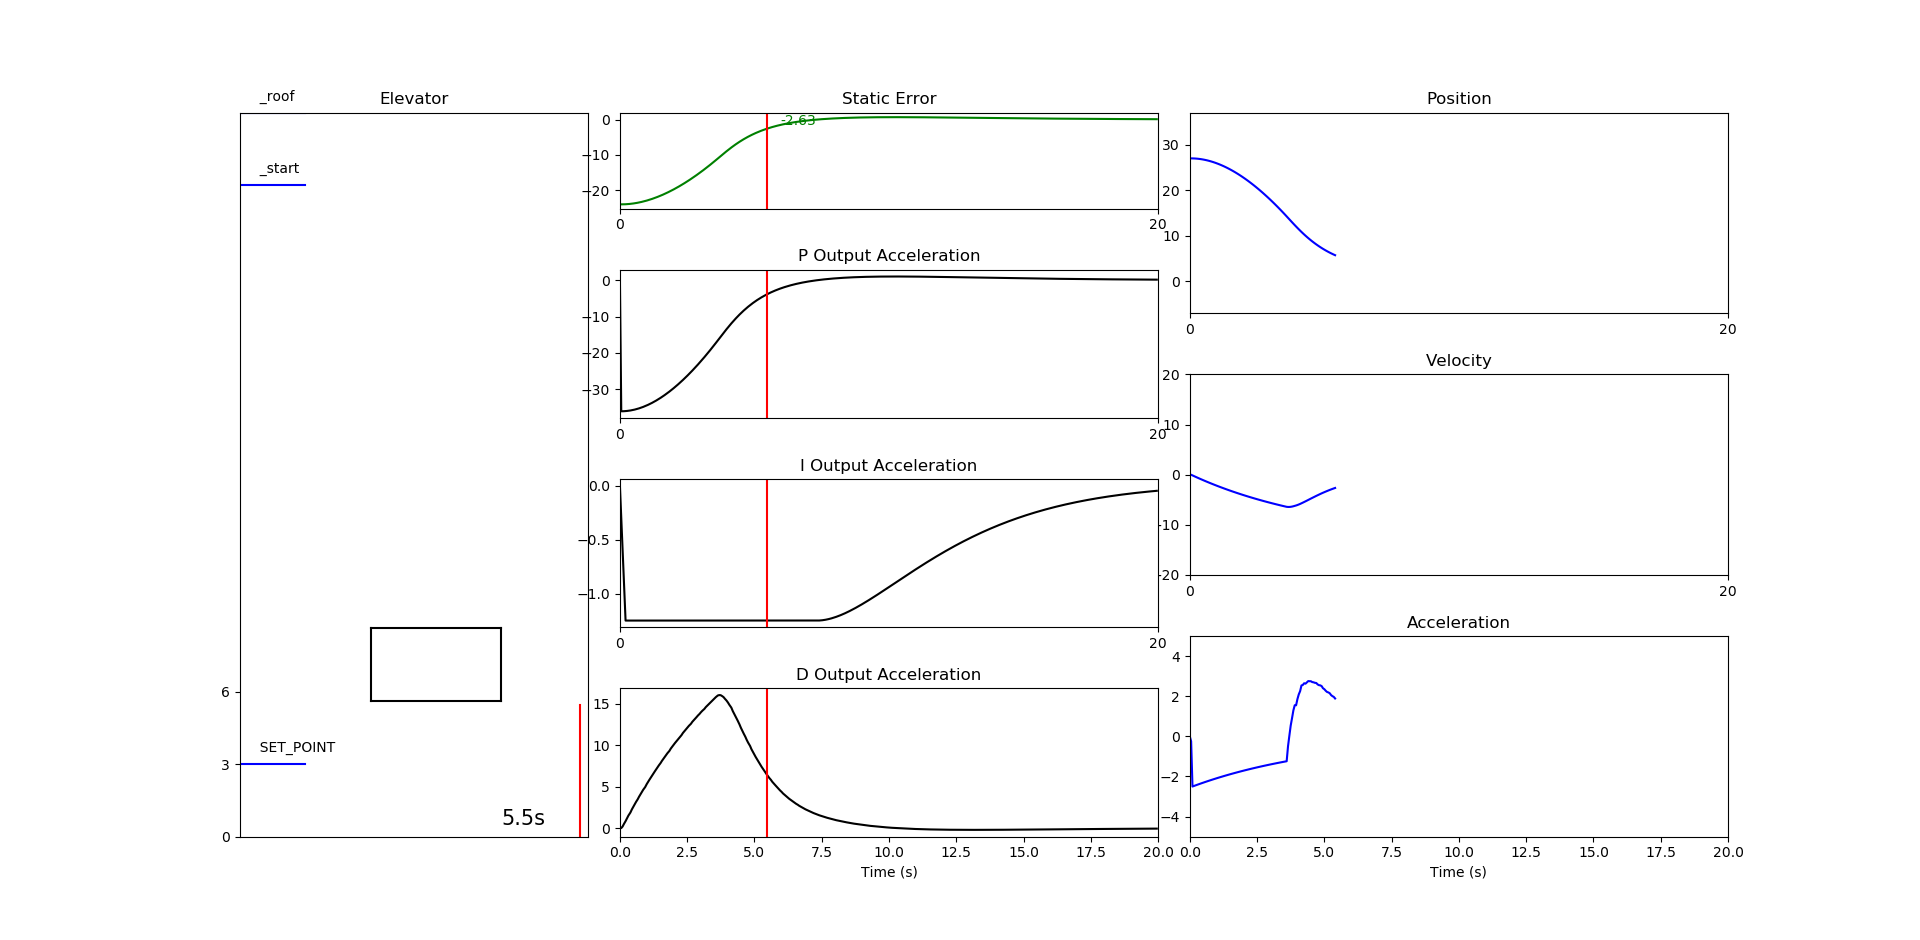 _roof
Elevator
_start
6
SET_POINT
3
5.5s
0
Static Error
0
-2.63
−10
−20
0 20
P Output Acceleration
0
−10
−20
−30
0 20
I Output Acceleration
0.0
−0.5
−1.0
0 20
D Output Acceleration
15
10
5
0
0.0 2.5 5.0 7.5 10.0 12.5 15.0 17.5 20.0
Time (s)
Position
30
20
10
0
0 20
Velocity
20
10
0
-10
-20
0 20
Acceleration
4
2
0
−2
−4
0.0 2.5 5.0 7.5 10.0 12.5 15.0 17.5 20.0
Time (s)